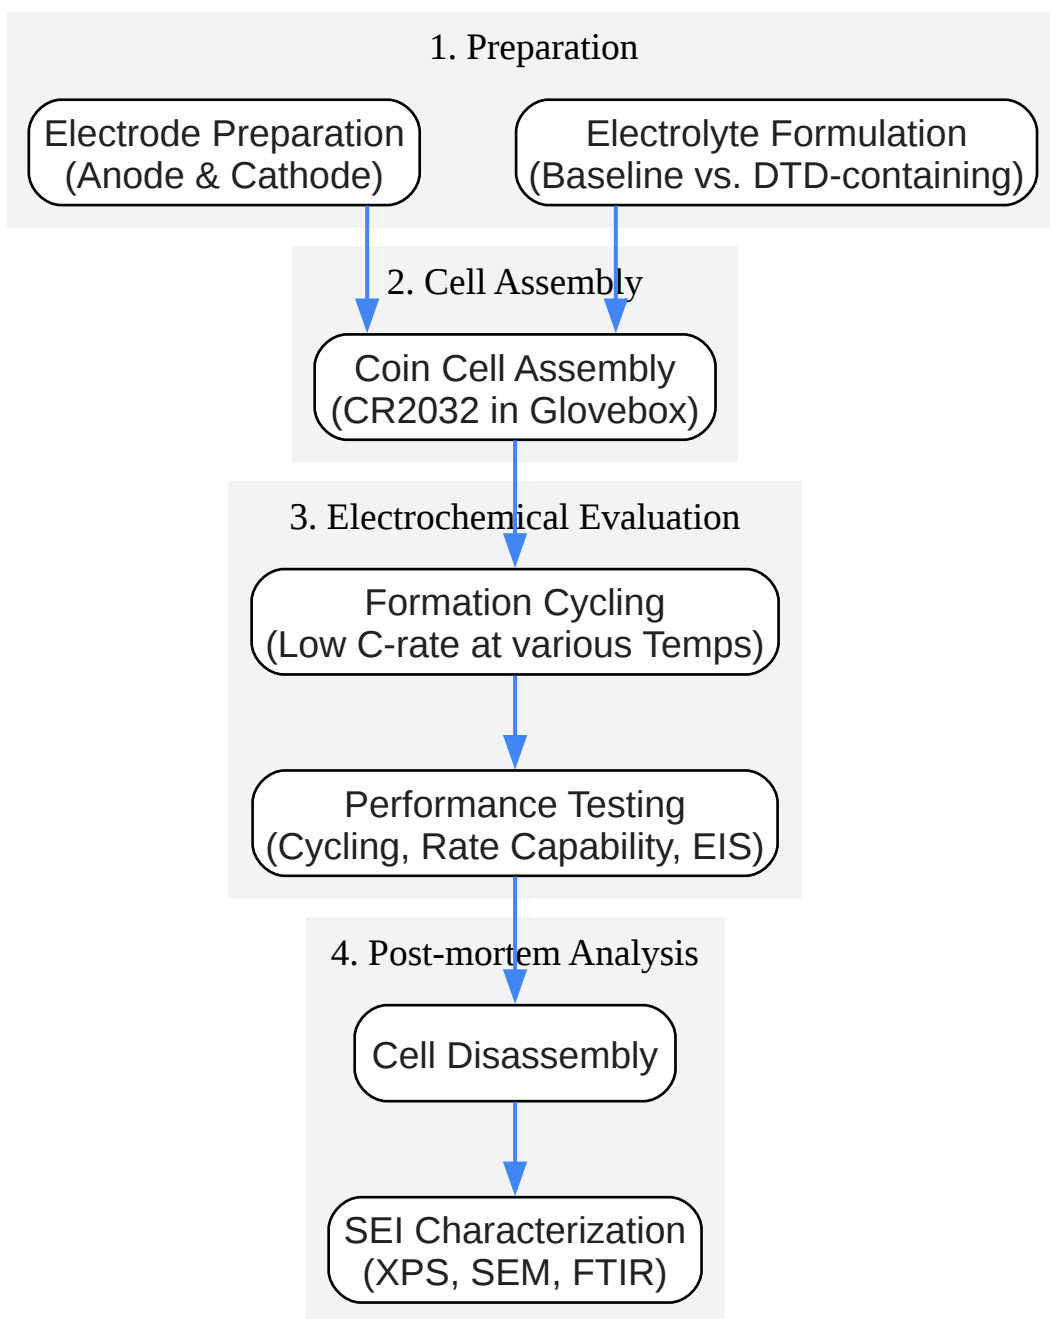 1. Preparation
Electrode Preparation
(Anode & Cathode)
Electrolyte Formulation
(Baseline vs. DTD-containing)
2. Cell Assembly
Coin Cell Assembly
(CR2032 in Glovebox)
3. Electrochemical Evaluation
Formation Cycling
(Low C-rate at various Temps)
Performance Testing
(Cycling, Rate Capability, EIS)
4. Post-mortem Analysis
Cell Disassembly
SEI Characterization
(XPS, SEM, FTIR)